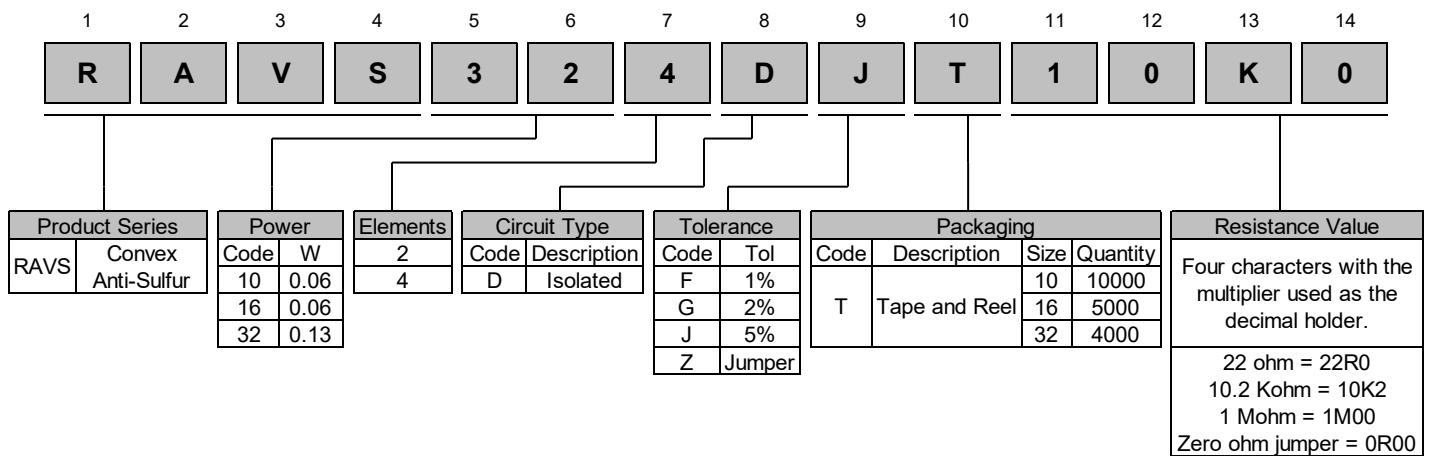 1 2 3 4 5 6 7 8 9 10 11 12 13 14
R A V S 3 2 4 D J T 1 0 K 0
Product Series
RAVS Convex Anti-Sulfur
Power
Code W
10 0.06
16 0.06
32 0.13
Elements
2
4
Circuit Type
Code Description
D Isolated
Tolerance
Code Tol
F 1%
G 2%
J 5%
Z Jumper
Packaging
Code Description Size Quantity
T Tape and Reel
10 10000
16 5000
32 4000
Resistance Value
Four characters with the
multiplier used as the
decimal holder.
22 ohm = 22R0
10.2 Kohm = 10K2
1 Mohm = 1M00
Zero ohm jumper = 0R00